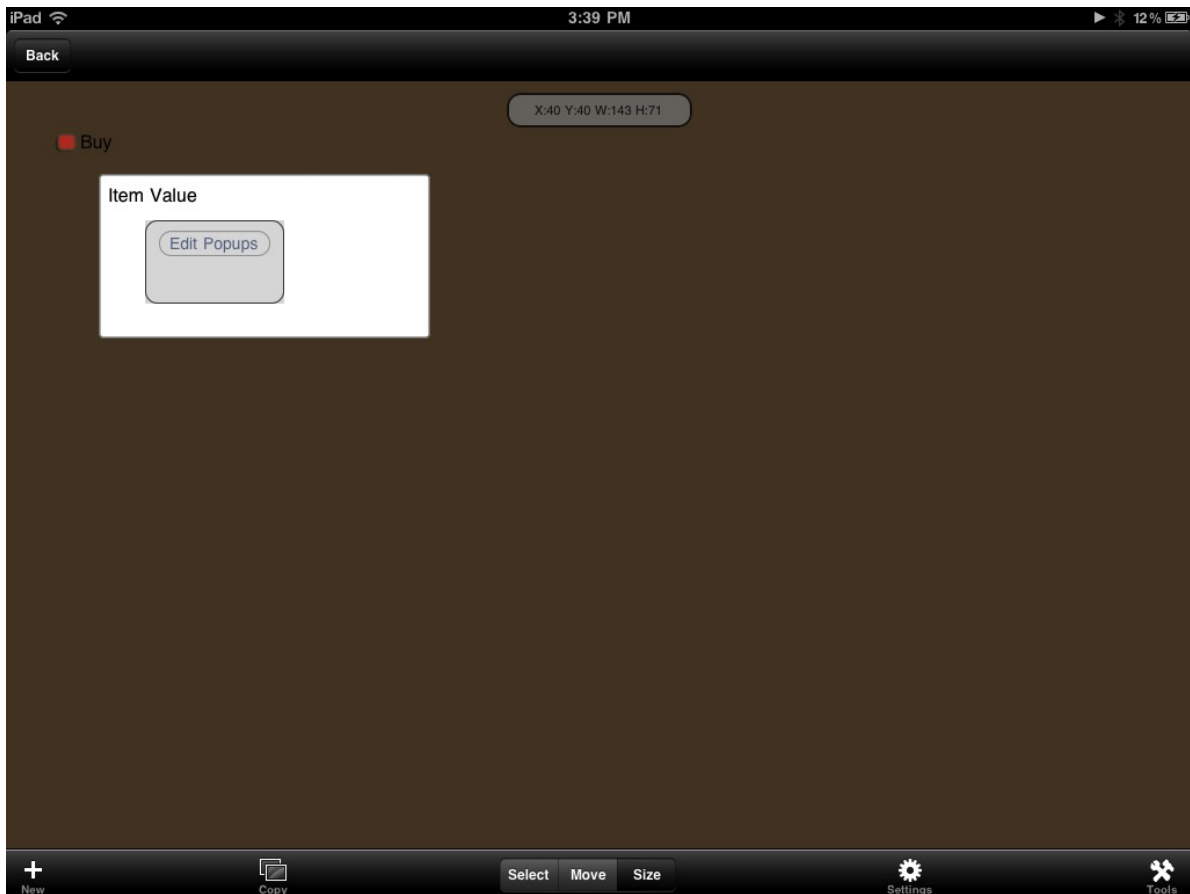 iPad 3:39 PM 12%
Back
X:40 Y:40 W:143 H:71
Buy
Item Value
Edit Popups
Select Move Size
New Copy Settings Tools